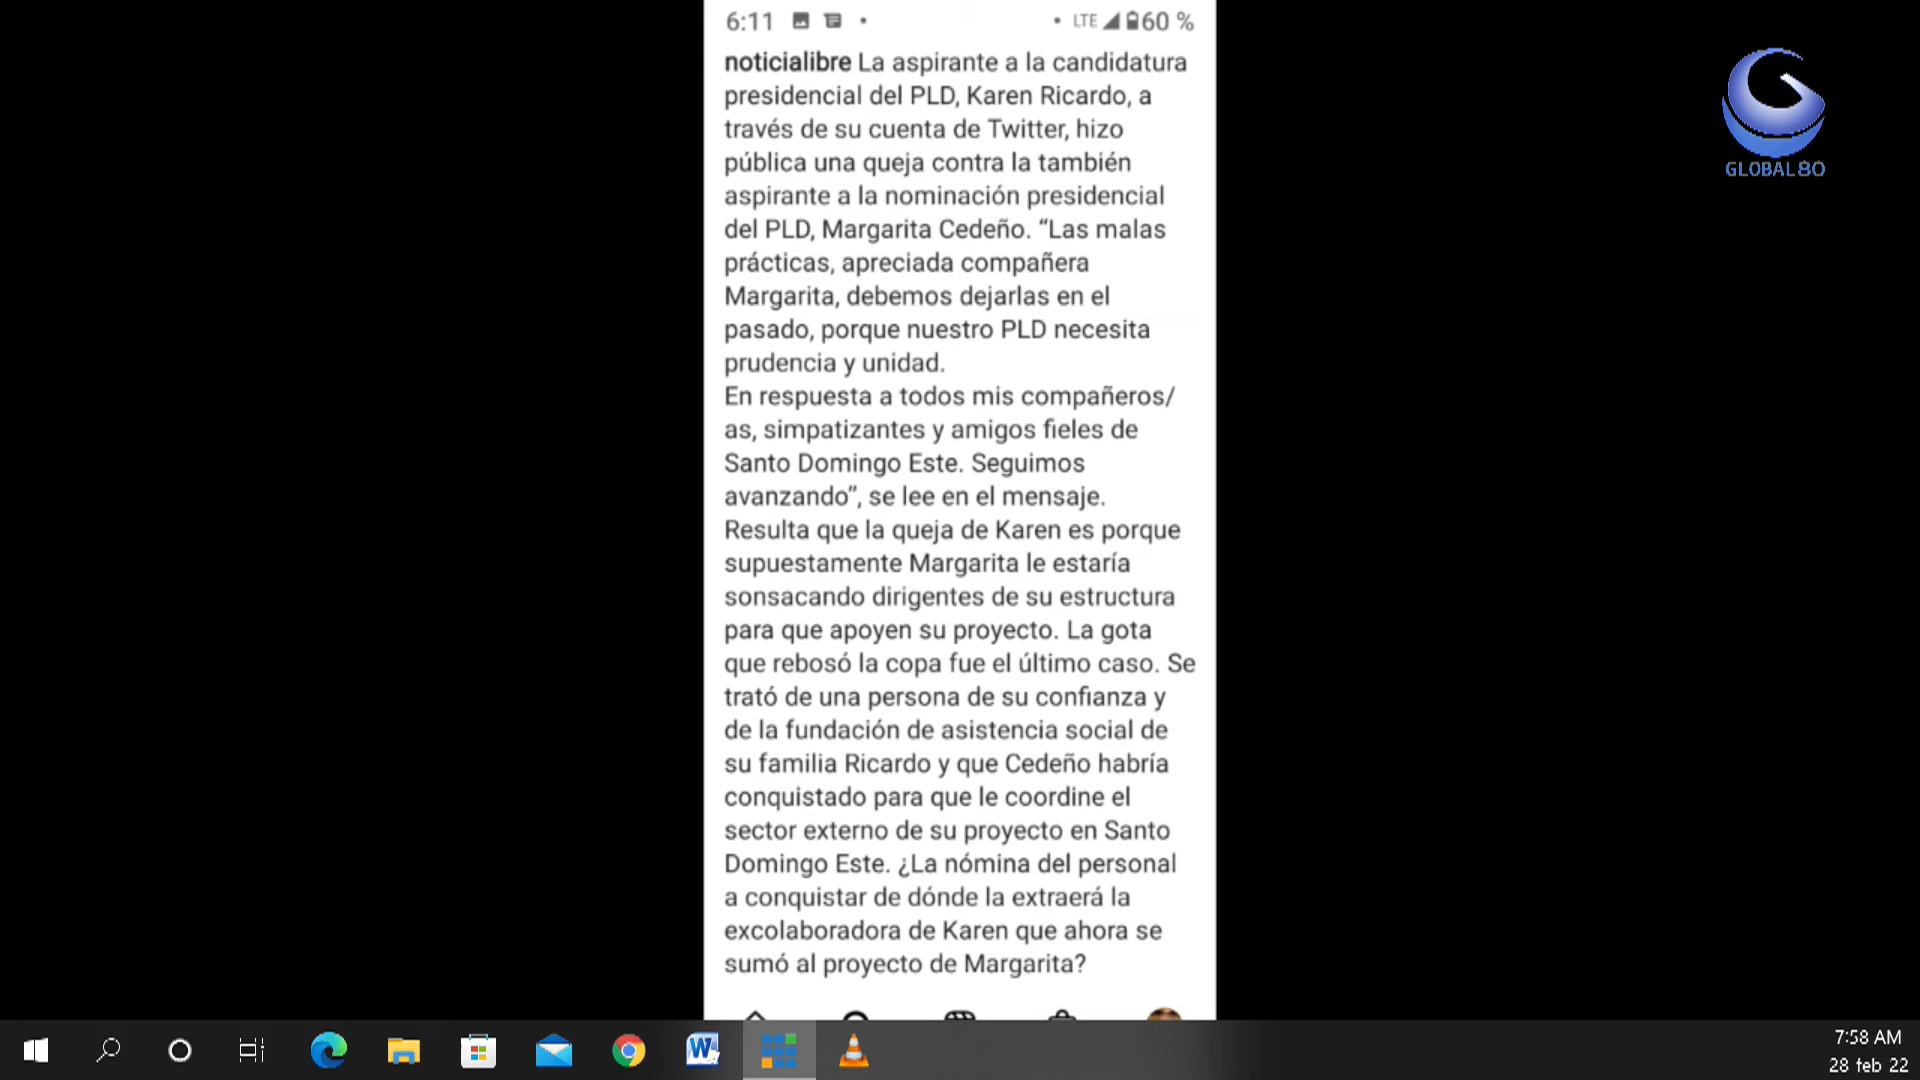 6:11
LTE 60 %
noticialibre La aspirante a la candidatura
presidencial del PLD, Karen Ricardo, a
través de su cuenta de Twitter, hizo
pública una queja contra la también
aspirante a la nominación presidencial
del PLD, Margarita Cedeño. “Las malas
prácticas, apreciada compañera
Margarita, debemos dejarlas en el
pasado, porque nuestro PLD necesita
prudencia y unidad.
En respuesta a todos mis compañeros/
as, simpatizantes y amigos fieles de
Santo Domingo Este. Seguimos
avanzando”, se lee en el mensaje.
Resulta que la queja de Karen es porque
supuestamente Margarita le estaría
sonsacando dirigentes de su estructura
para que apoyen su proyecto. La gota
que rebosó la copa fue el último caso. Se
trató de una persona de su confianza y
de la fundación de asistencia social de
su familia Ricardo y que Cedeño habría
conquistado para que le coordine el
sector externo de su proyecto en Santo
Domingo Este. ¿La nómina del personal
a conquistar de dónde la extraerá la
excolaboradora de Karen que ahora se
sumó al proyecto de Margarita?
GLOBAL80
W
7:58 AM
28 feb 22